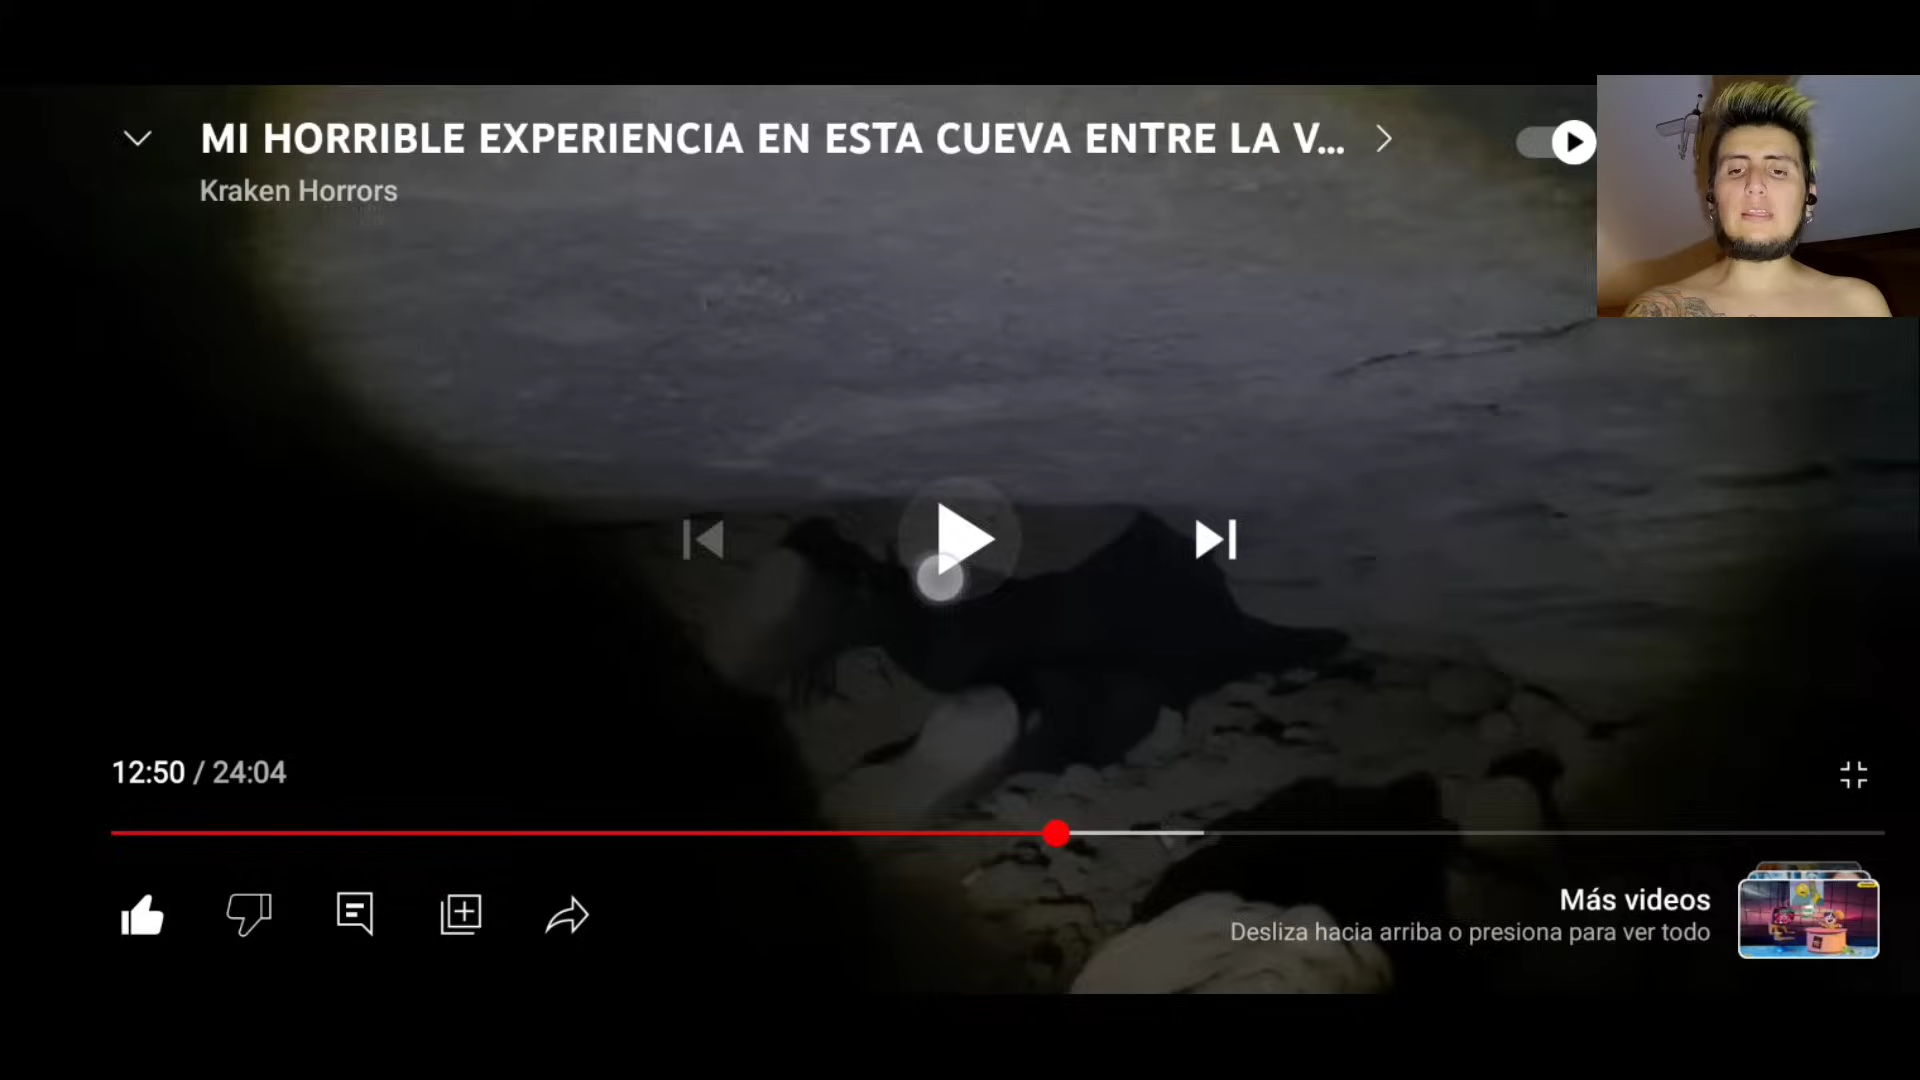 MI HORRIBLE EXPERIENCIA EN ESTA CUEVA ENTRE LA V...
Kraken Horrors
12:50 / 24:04
Más videos
Desliza hacia arriba o presiona para ver todo